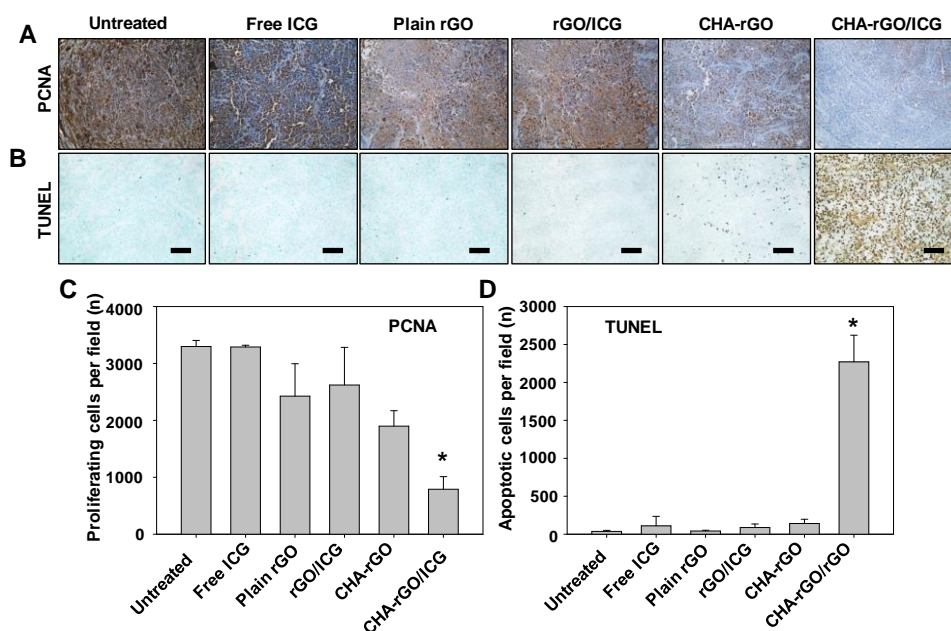 Untreated Free ICG Plain rGO rGO/ICG CHA-rGO CHA-rGO/ICG
A
PCNA
B
TUNEL
C
Proliferating cells per field (n)
4000
3000
2000
1000
0
PCNA
*
Untreated
Free ICG
Plain rGO
rGO/ICG
CHA-rGO
CHA-rGO/ICG
D
Apoptotic cells per field (n)
3000
2500
2000
1500
1000
500
0
TUNEL
*
Untreated
Free ICG
Plain rGO
rGO/ICG
CHA-rGO
CHA-rGO/rGO